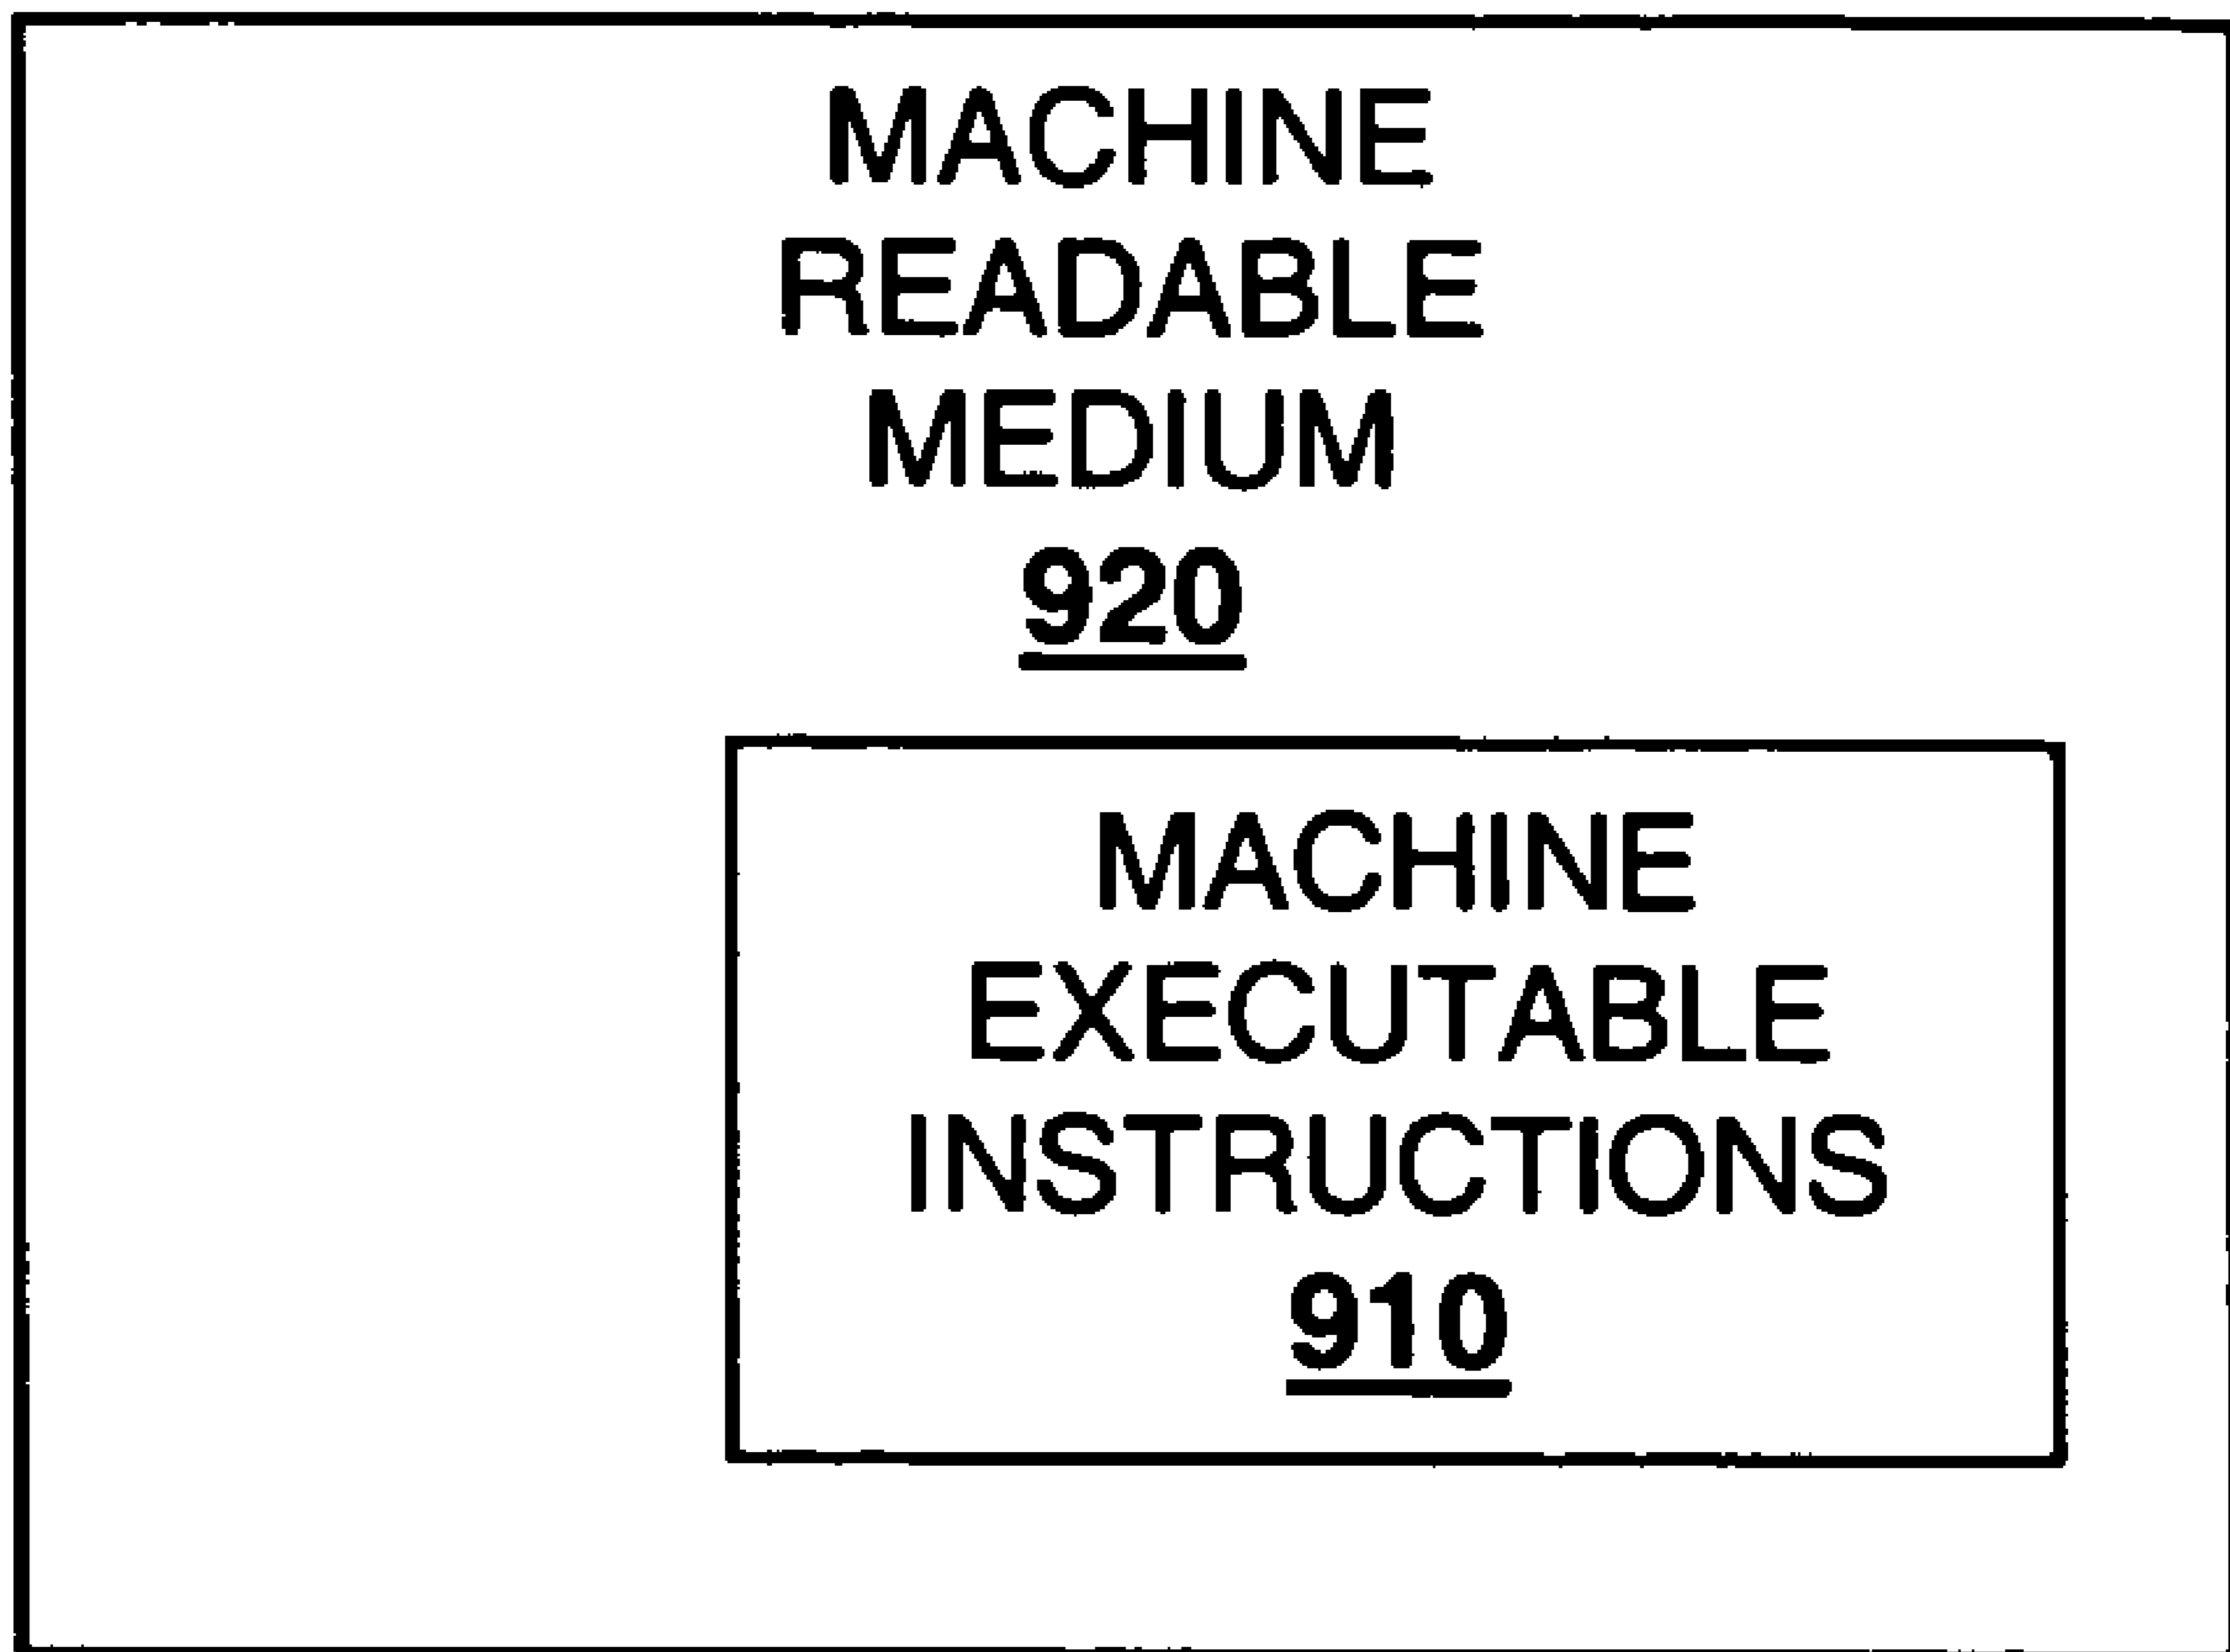 MACHINE
READABLE
MEDIUM
920
MACHINE
EXECUTABLE
INSTRUCTIONS
910